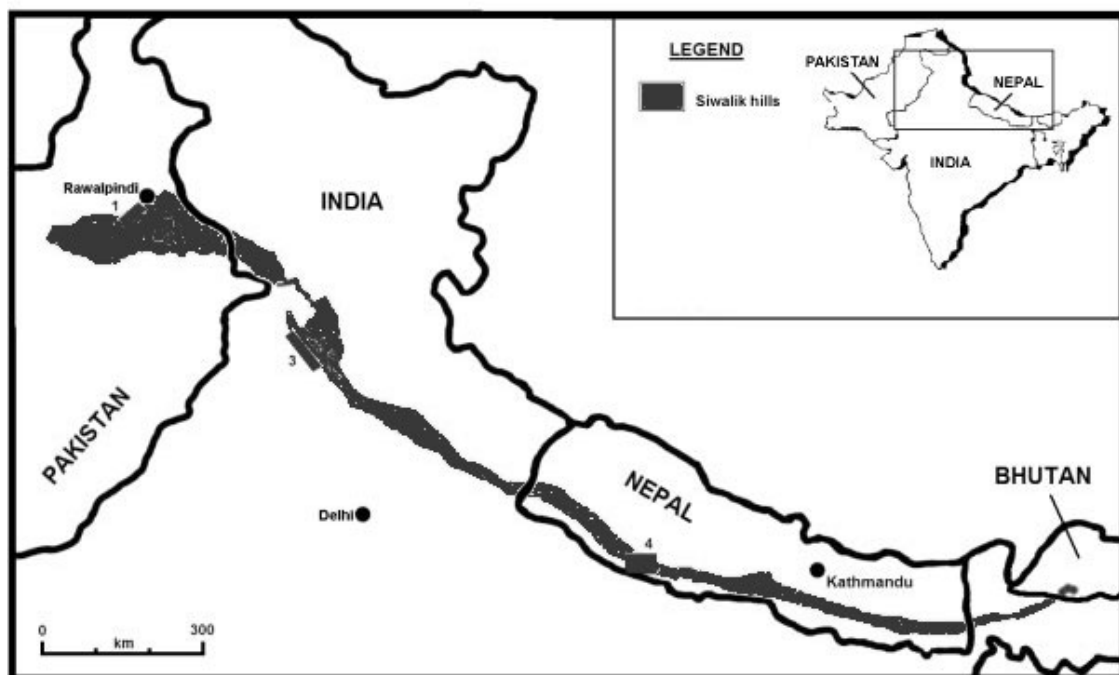 LEGEND
Siwalik hills
PAKISTAN
NEPAL
INDIA
Rawalpindi
1
INDIA
3
PAKISTAN
Delhi
NEPAL
4
Kathmandu
BHUTAN
0 300
km